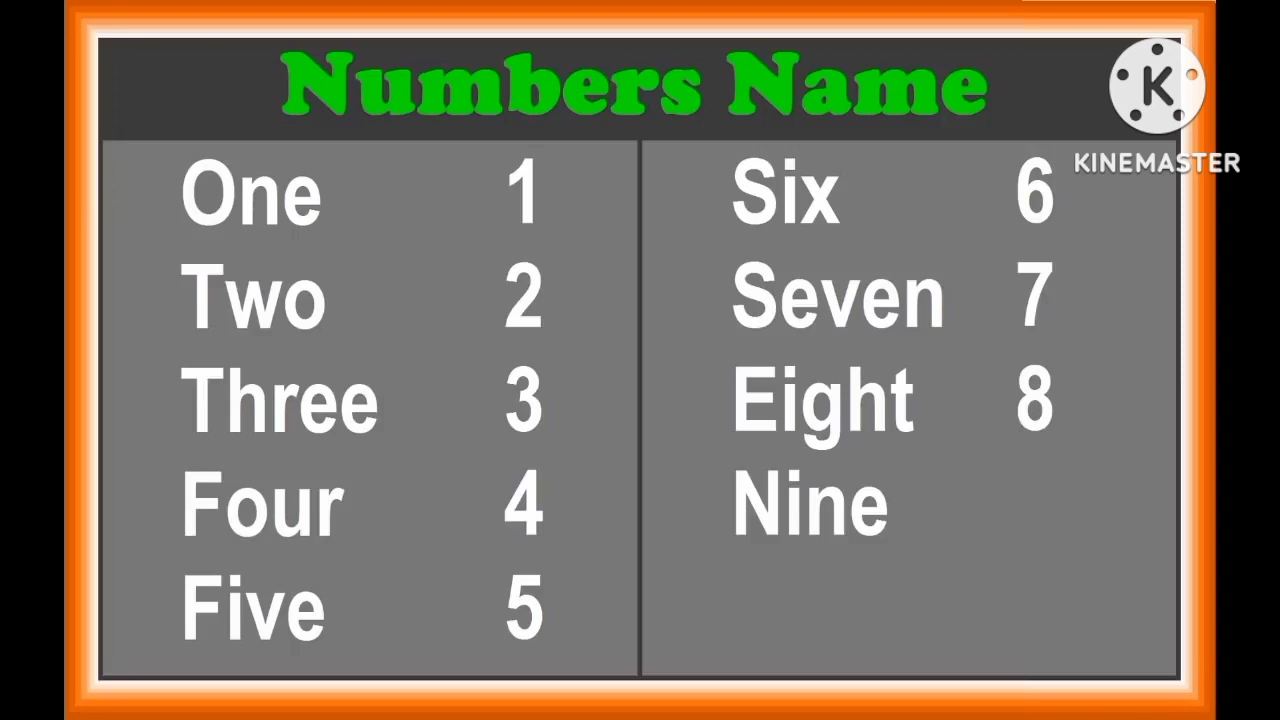 Numbers Name
K
KINEMASTER
One 1
Two 2
Three 3
Four 4
Five 5
Six 6
Seven 7
Eight 8
Nine